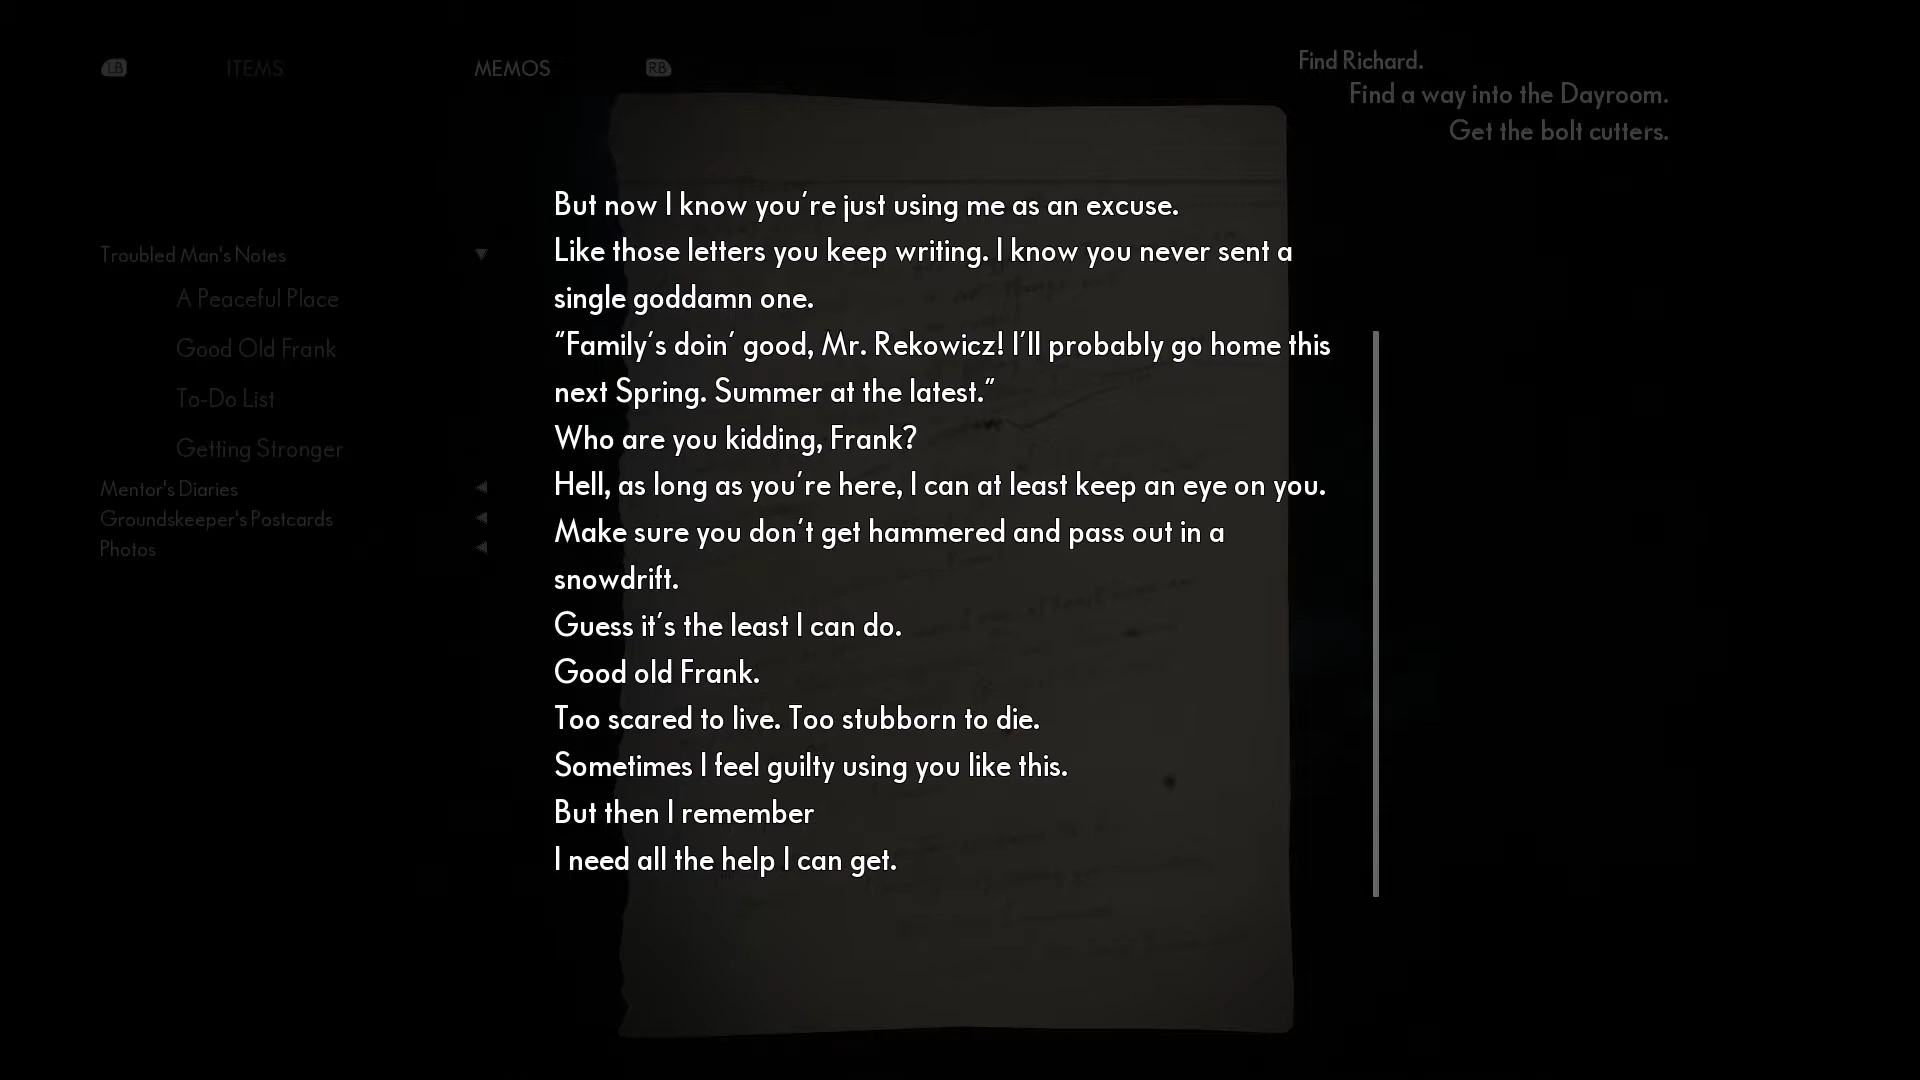 LB
ITEMS
MEMOS
RB
Find Richard.
Find a way into the Dayroom.
Get the bolt cutters.
Troubled Man's Notes
A Peaceful Place
Good Old Frank
To-Do List
Getting Stronger
Mentor's Diaries
Groundskeeper's Postcards
Photos
But now I know you're just using me as an excuse.
Like those letters you keep writing. I know you never sent a
single goddamn one.
"Family's doin' good, Mr. Rekowicz! I'll probably go home this
next Spring. Summer at the latest."
Who are you kidding, Frank?
Hell, as long as you're here, I can at least keep an eye on you.
Make sure you don't get hammered and pass out in a
snowdrift.
Guess it's the least I can do.
Good old Frank.
Too scared to live. Too stubborn to die.
Sometimes I feel guilty using you like this.
But then I remember
I need all the help I can get.